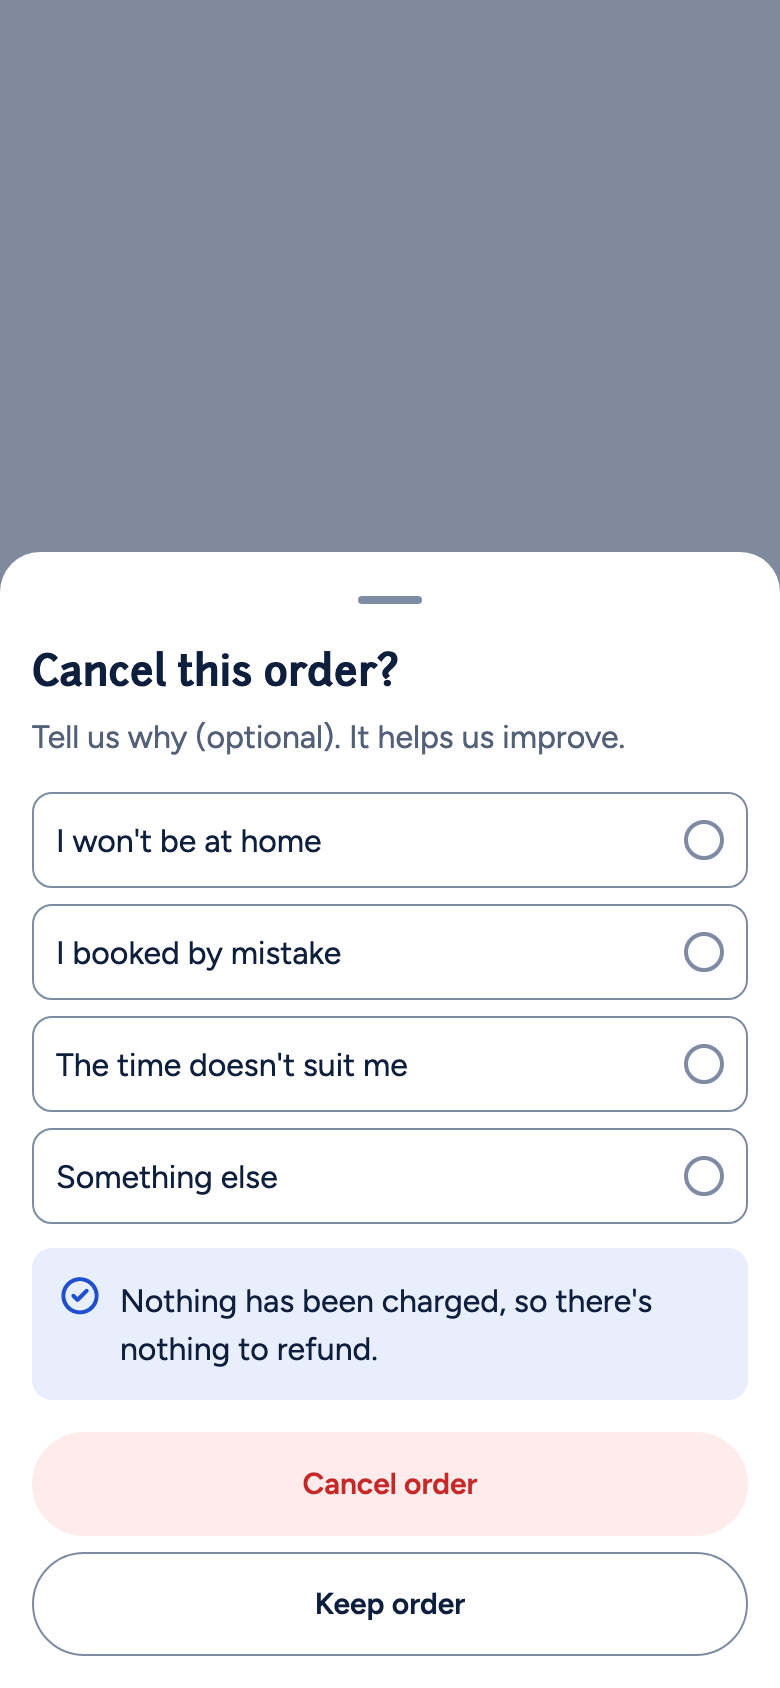 Cancel this order?
Tell us why (optional). It helps us improve.
I won't be at home
I booked by mistake
The time doesn't suit me
Something else
Nothing has been charged, so there's
nothing to refund.
Cancel order
Keep order